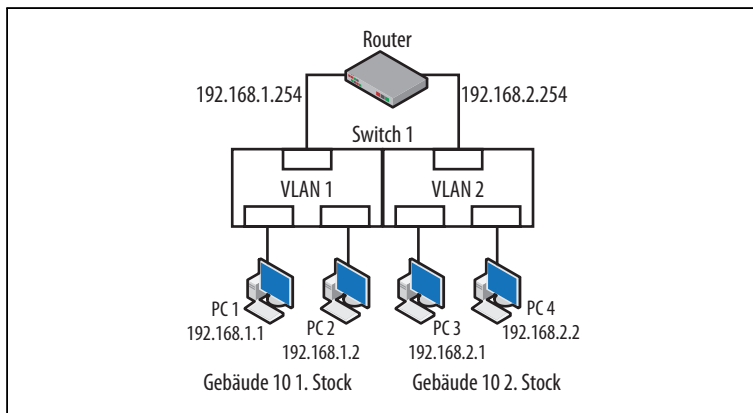 Router
192.168.1.254
192.168.2.254
Switch 1
VLAN 1
VLAN 2
PC 1
192.168.1.1
PC 2
192.168.1.2
PC 3
192.168.2.1
PC 4
192.168.2.2
Gebäude 10 1. Stock
Gebäude 10 2. Stock